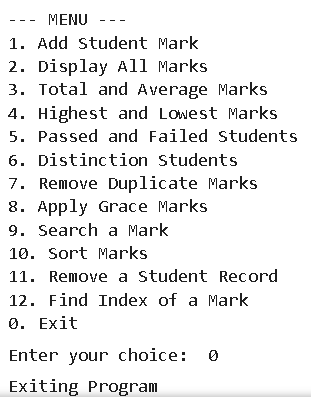 --- MENU ---
1. Add Student Mark
2. Display All Marks
3. Total and Average Marks
4. Highest and Lowest Marks
5. Passed and Failed Students
6. Distinction Students
7. Remove Duplicate Marks
8. Apply Grace Marks
9. Search a Mark
10. Sort Marks
11. Remove a Student Record
12. Find Index of a Mark
0. Exit
Enter your choice:  0
Exiting Program